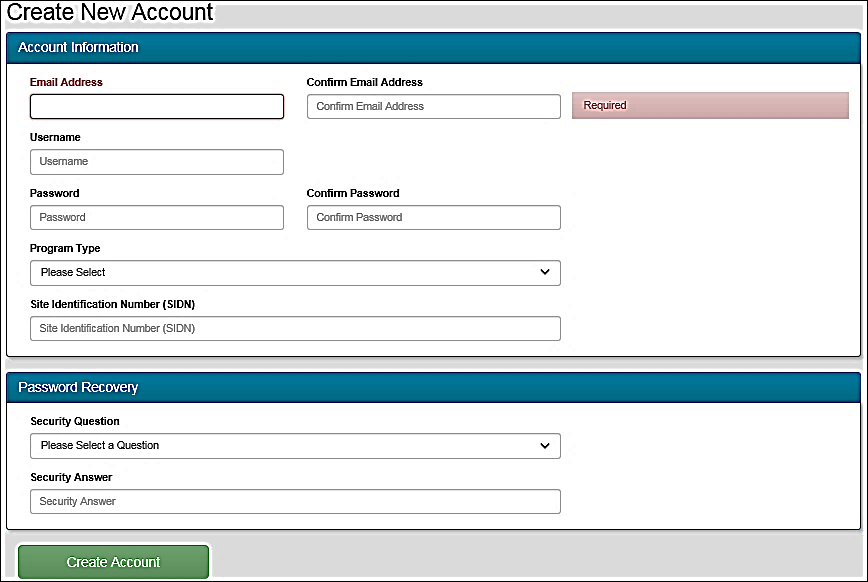 Create New Account
Account Information
Email Address Confirm Email Address
Confirm Email Address Required
Username
Username
Password Confirm Password
Password Confirm Password
Program Type
Please Select
Site Identification Number (SIDN)
Site Identification Number (SIDN)
Password Recovery
Security Question
Please Select a Question
Security Answer
Security Answer
Create Account